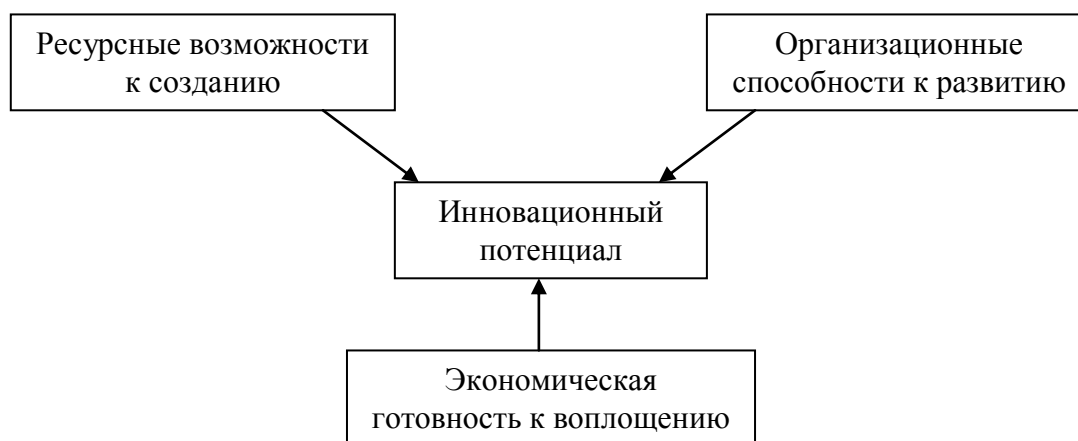 Ресурсные возможности
к созданию
Организационные
способности к развитию
Инновационный
потенциал
Экономическая
готовность к воплощению